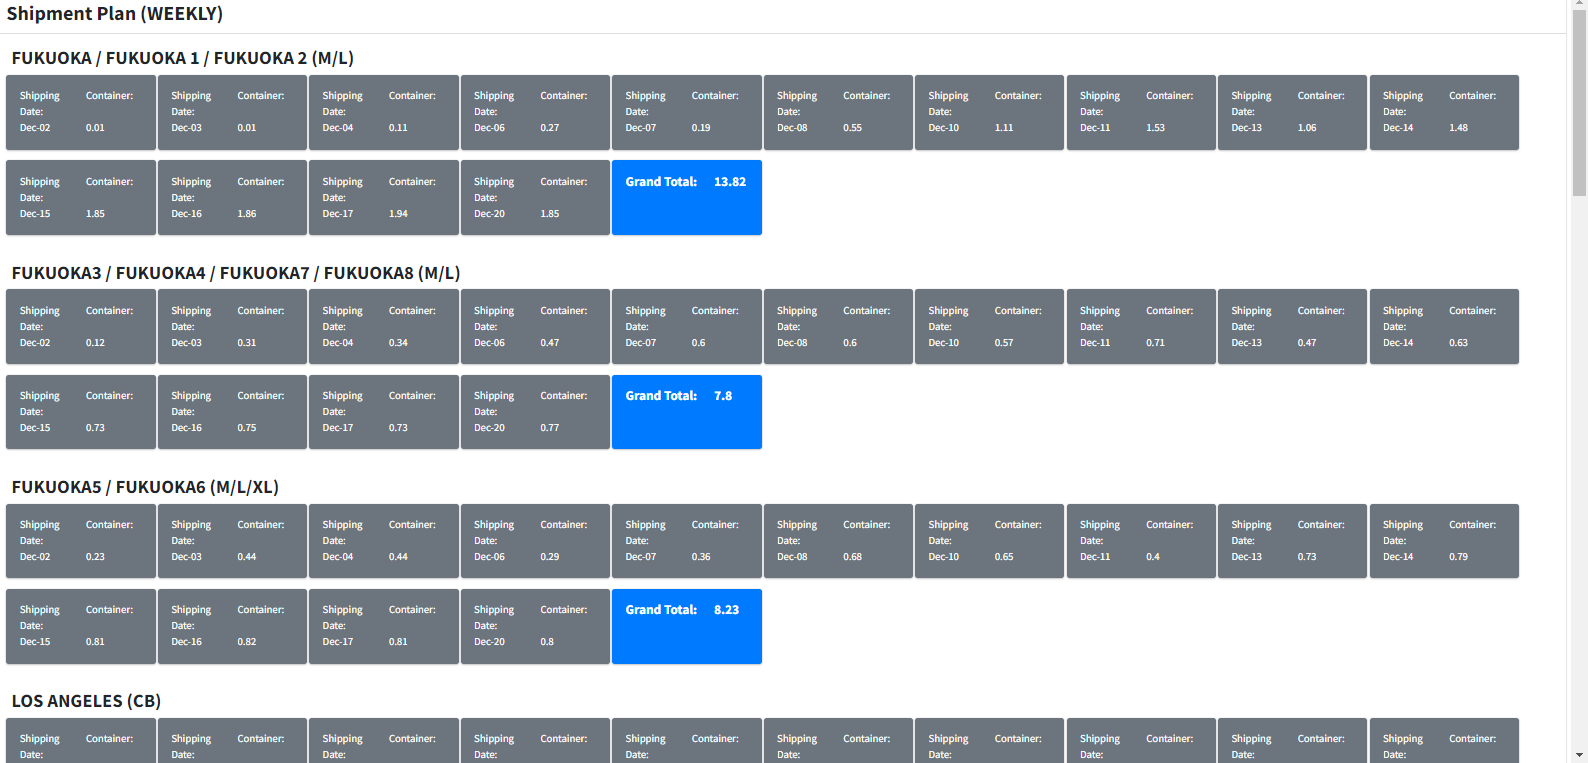 Shipment Plan (WEEKLY)
FUKUOKA / FUKUOKA 1 / FUKUOKA 2 (M/L)
Shipping Date: Dec-02 Container: 0.01
Shipping Date: Dec-03 Container: 0.01
Shipping Date: Dec-04 Container: 0.11
Shipping Date: Dec-06 Container: 0.27
Shipping Date: Dec-07 Container: 0.19
Shipping Date: Dec-08 Container: 0.55
Shipping Date: Dec-10 Container: 1.11
Shipping Date: Dec-11 Container: 1.53
Shipping Date: Dec-13 Container: 1.06
Shipping Date: Dec-14 Container: 1.48
Shipping Date: Dec-15 Container: 1.85
Shipping Date: Dec-16 Container: 1.86
Shipping Date: Dec-17 Container: 1.94
Shipping Date: Dec-20 Container: 1.85
Grand Total: 13.82
FUKUOKA3 / FUKUOKA4 / FUKUOKA7 / FUKUOKA8 (M/L)
Shipping Date: Dec-02 Container: 0.12
Shipping Date: Dec-03 Container: 0.31
Shipping Date: Dec-04 Container: 0.34
Shipping Date: Dec-06 Container: 0.47
Shipping Date: Dec-07 Container: 0.6
Shipping Date: Dec-08 Container: 0.6
Shipping Date: Dec-10 Container: 0.57
Shipping Date: Dec-11 Container: 0.71
Shipping Date: Dec-13 Container: 0.47
Shipping Date: Dec-14 Container: 0.63
Shipping Date: Dec-15 Container: 0.73
Shipping Date: Dec-16 Container: 0.75
Shipping Date: Dec-17 Container: 0.73
Shipping Date: Dec-20 Container: 0.77
Grand Total: 7.8
FUKUOKA5 / FUKUOKA6 (M/L/XL)
Shipping Date: Dec-02 Container: 0.23
Shipping Date: Dec-03 Container: 0.44
Shipping Date: Dec-04 Container: 0.44
Shipping Date: Dec-06 Container: 0.29
Shipping Date: Dec-07 Container: 0.36
Shipping Date: Dec-08 Container: 0.68
Shipping Date: Dec-10 Container: 0.65
Shipping Date: Dec-11 Container: 0.4
Shipping Date: Dec-13 Container: 0.73
Shipping Date: Dec-14 Container: 0.79
Shipping Date: Dec-15 Container: 0.81
Shipping Date: Dec-16 Container: 0.82
Shipping Date: Dec-17 Container: 0.81
Shipping Date: Dec-20 Container: 0.8
Grand Total: 8.23
LOS ANGELES (CB)
Shipping Date: Container:
Shipping Date: Container:
Shipping Date: Container:
Shipping Date: Container:
Shipping Date: Container:
Shipping Date: Container:
Shipping Date: Container:
Shipping Date: Container:
Shipping Date: Container:
Shipping Date: Container: